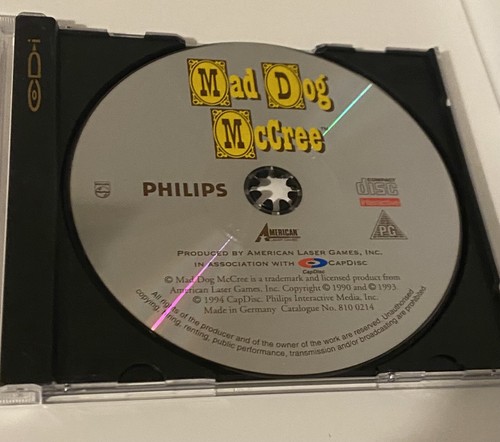 CD-i
Mad Dog
McCree™
PHILIPS
COMPACT
disc
Interactive
AMERICAN
LASER GAMES
PG
PRODUCED BY AMERICAN LASER GAMES, INC.
IN ASSOCIATION WITH CapDisc CAPDISC
© Mad Dog McCree is a trademark and licensed product from
American Laser Games, Inc. Copyright © 1990 and © 1993.
© 1994 CapDisc. Philips Interactive Media, Inc.
Made in Germany Catalogue No. 810 0214
All rights of the producer and of the owner of the work are reserved. Unauthorised
copying, hiring, renting, public performance, transmission and/or broadcasting are prohibited